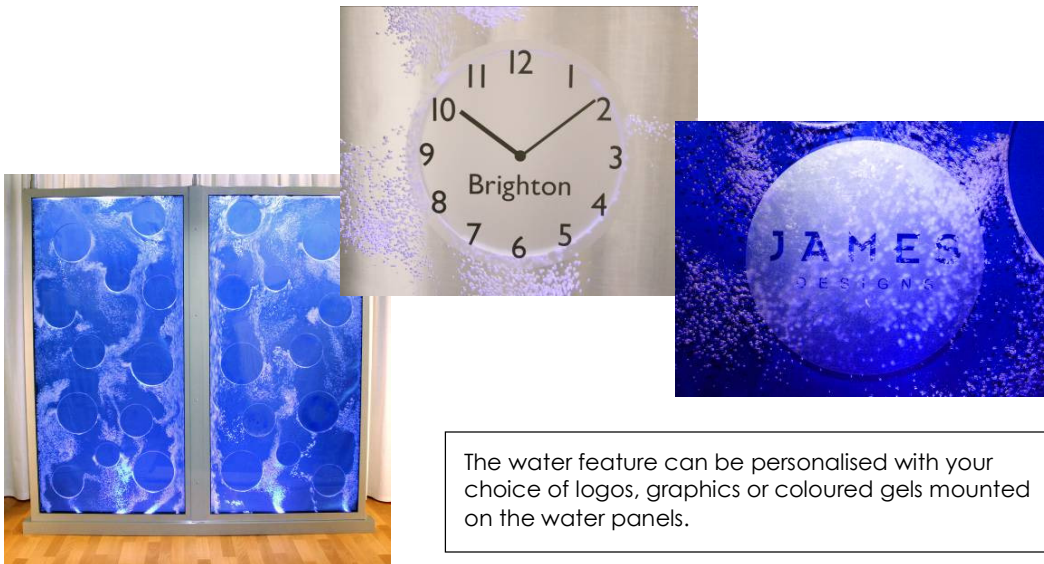 12
11
1
10
2
9
3
Brighton
8
4
7
5
6
JAMES
DESIGNS
The water feature can be personalised with your
choice of logos, graphics or coloured gels mounted
on the water panels.